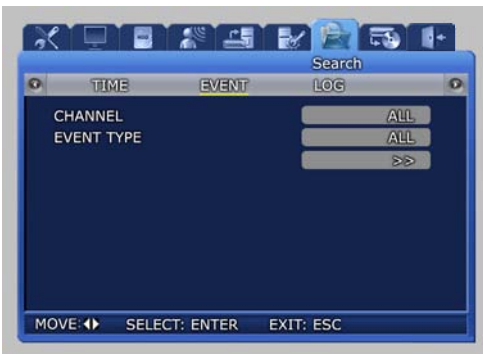 Search
TIME EVENT LOG
CHANNEL ALL
EVENT TYPE ALL
>>
MOVE: SELECT: ENTER EXIT: ESC